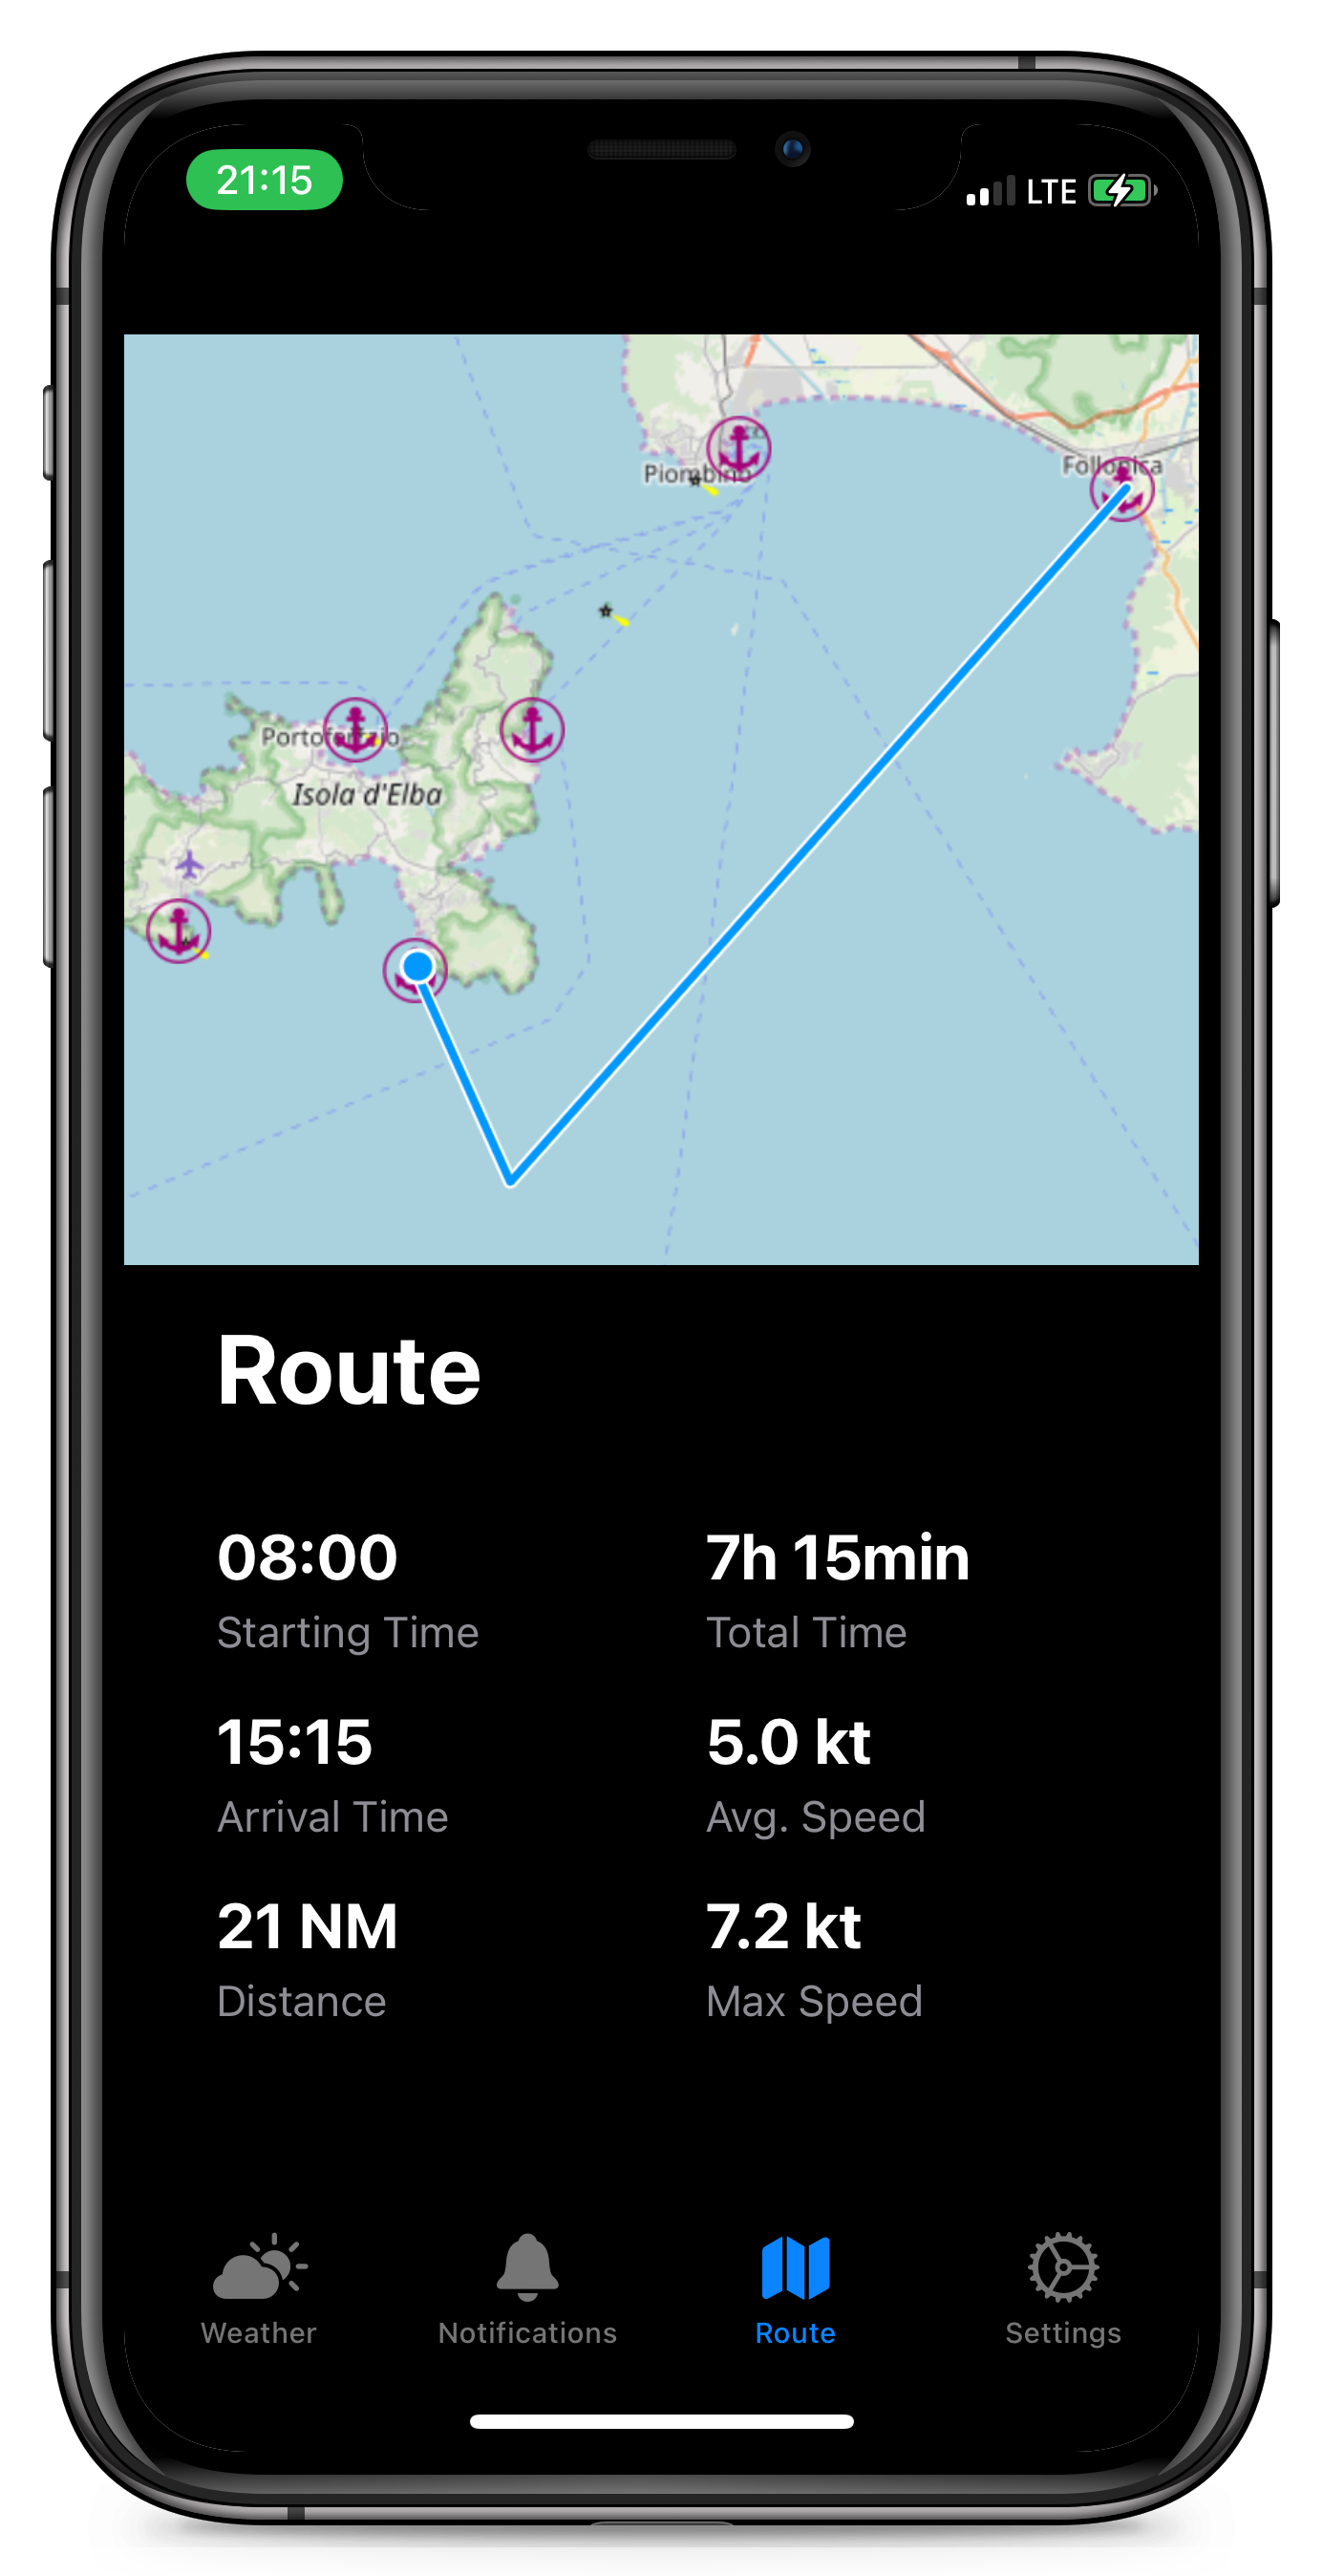 21:15
LTE
Piombino
Follonica
Portoferraio
Isola d'Elba
Route
08:00
7h 15min
Starting Time
Total Time
15:15
5.0 kt
Arrival Time
Avg. Speed
21 NM
7.2 kt
Distance
Max Speed
Weather
Notifications
Route
Settings